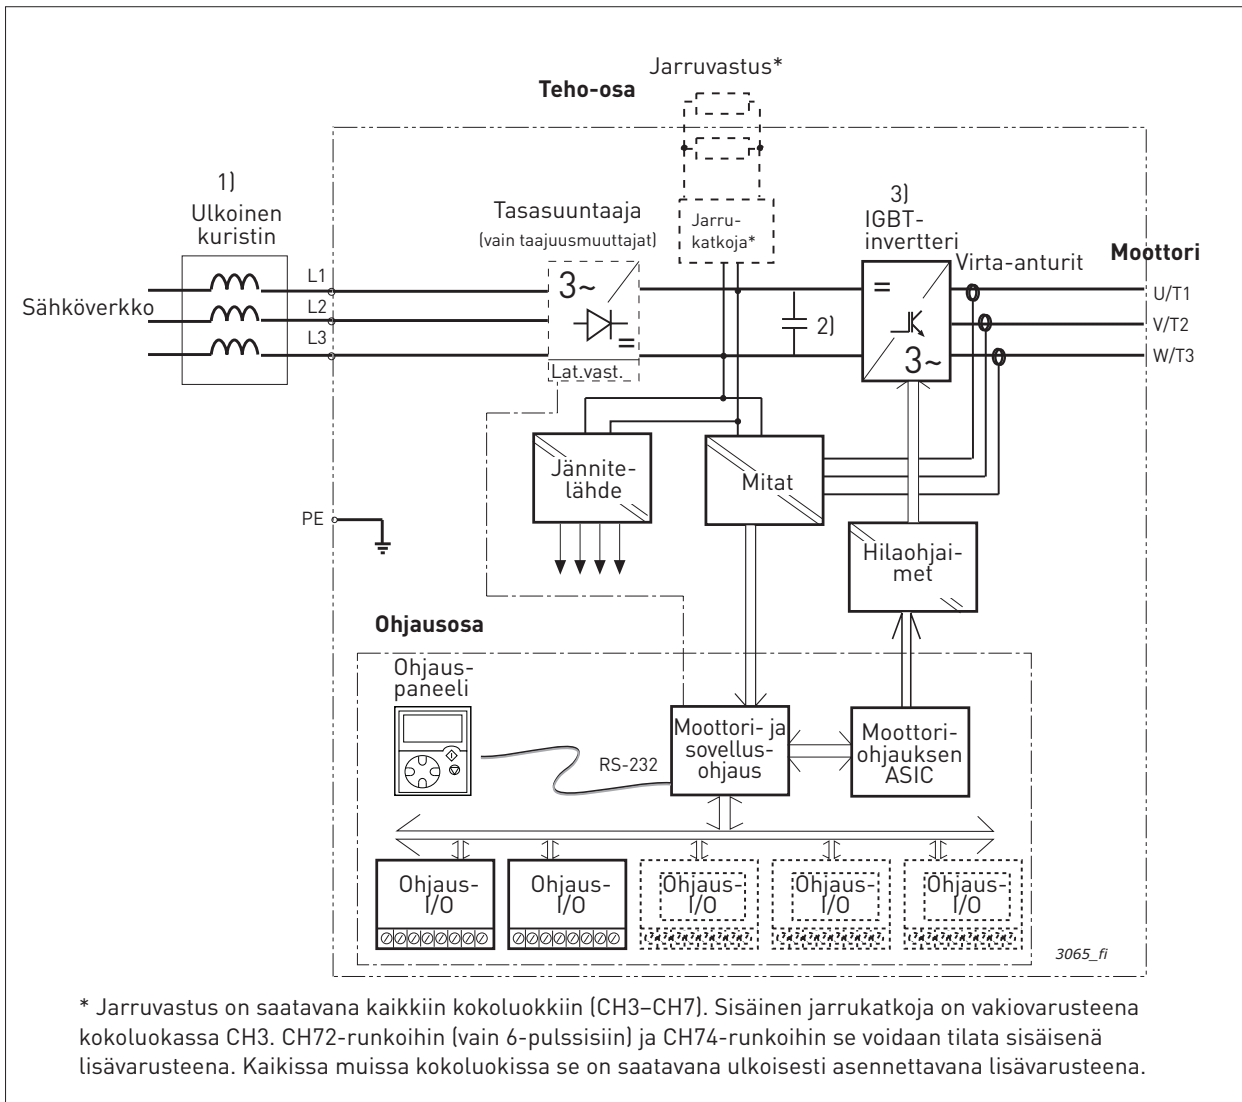 Jarruvastus*
Teho-osa
1)
Ulkoinen
kuristin
Tasasuuntaaja
(vain taajuusmuuttajat)
Jarru-
katkoja*
3)
IGBT-
invertteri
Virta-anturit
Moottori
Sähköverkko
L1
L2
L3
3~
=
Lat.vast.
2)
=
3~
U/T1
V/T2
W/T3
Jännite-
lähde
Mitat
PE
Hilaohjai-
met
Ohjausosa
Ohjaus-
paneeli
RS-232
Moottori- ja
sovellus-
ohjaus
Moottori-
ohjauksen
ASIC
Ohjaus-
I/O
Ohjaus-
I/O
Ohjaus-
I/O
Ohjaus-
I/O
Ohjaus-
I/O
3065_fi
* Jarruvastus on saatavana kaikkiin kokoluokkiin (CH3–CH7). Sisäinen jarrukatkoja on vakiovarusteena
kokoluokassa CH3. CH72-runkoihin (vain 6-pulssisiin) ja CH74-runkoihin se voidaan tilata sisäisenä
lisävarusteena. Kaikissa muissa kokoluokissa se on saatavana ulkoisesti asennettavana lisävarusteena.